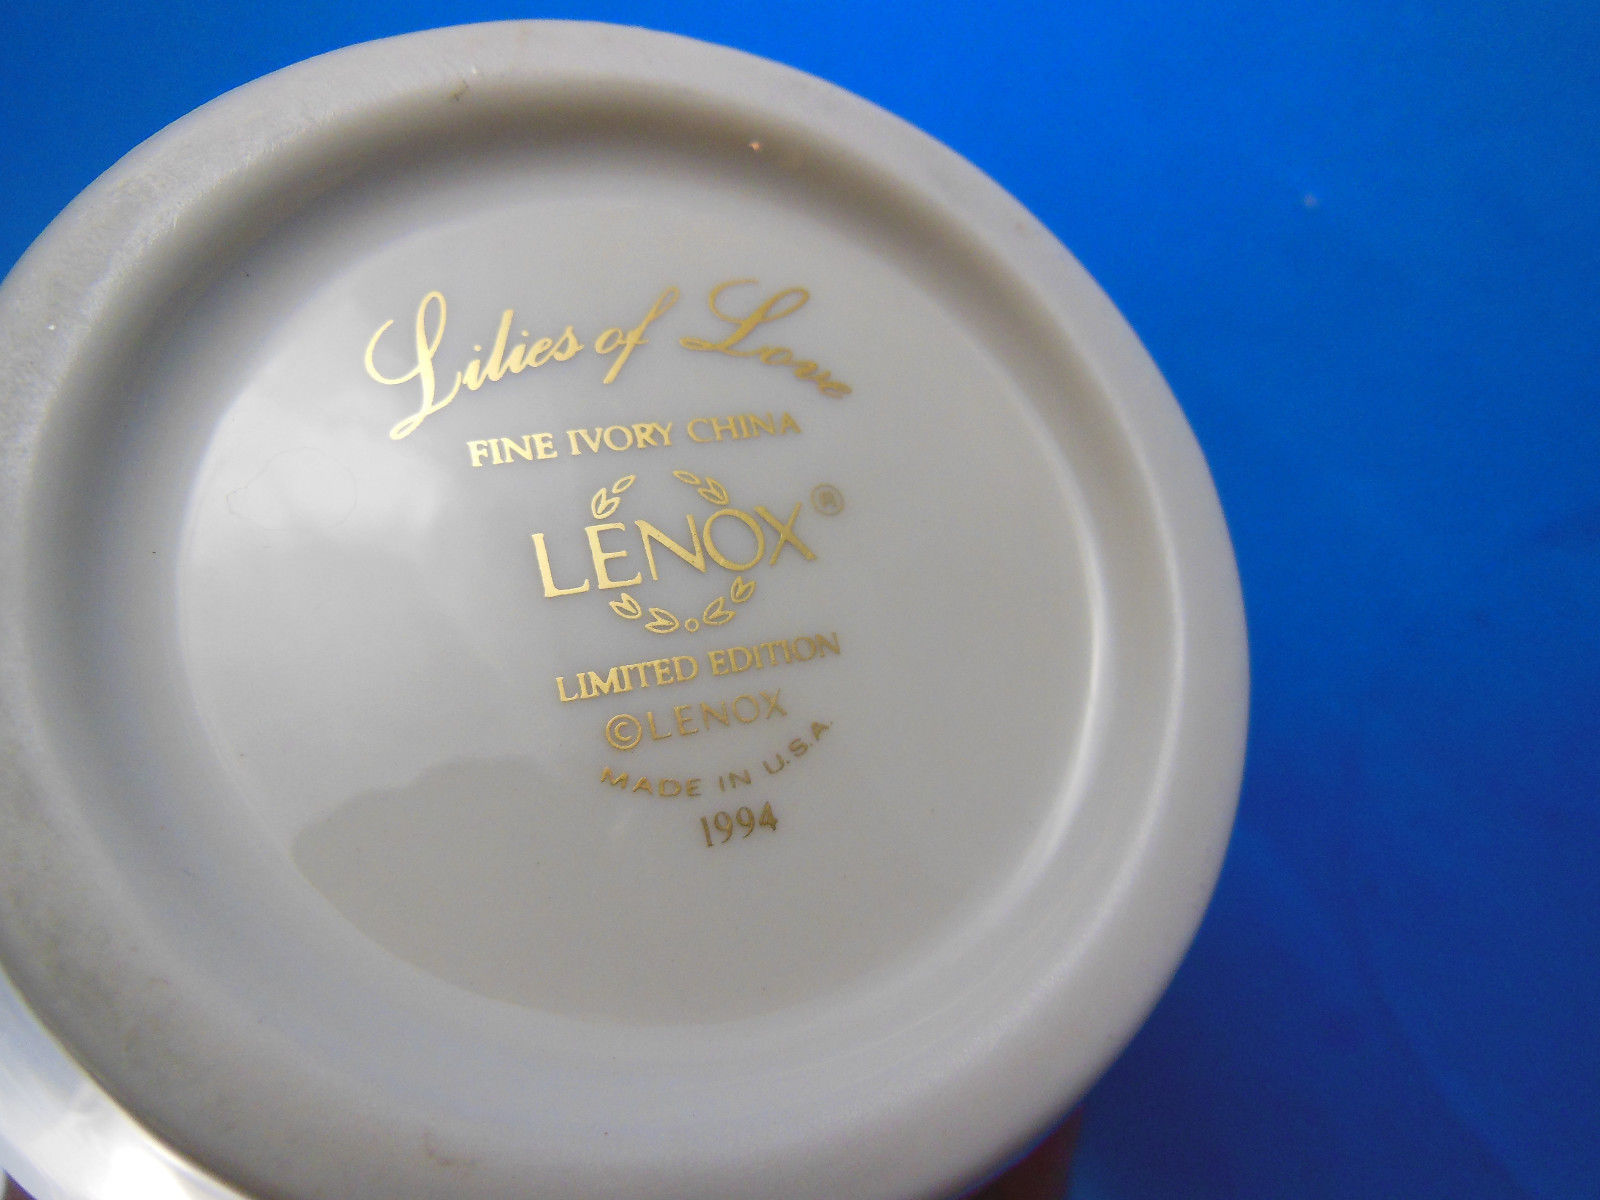 Lilies of Love
FINE IVORY CHINA
LENOX®
LIMITED EDITION
©LENOX
MADE IN U.S.A.
1994